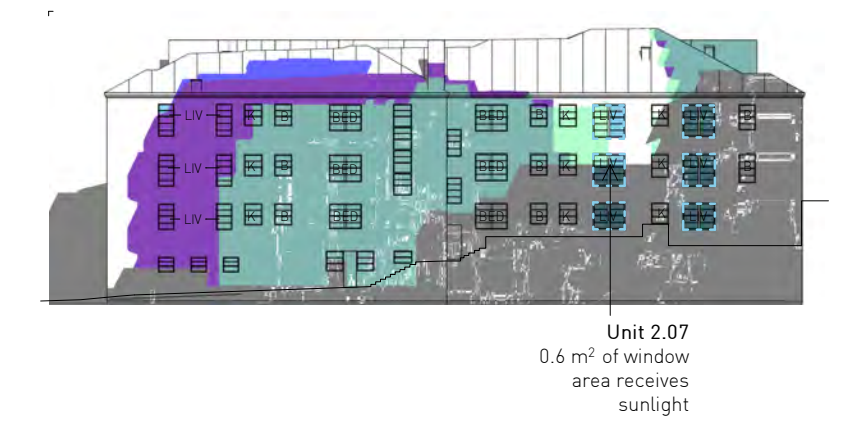 LIV K B BED BED B K LIV K LIV B
LIV K B BED BED B K LIV K LIV B
LIV K B BED BED B K LIV K LIV
Unit 2.07
0.6 m² of window
area receives
sunlight